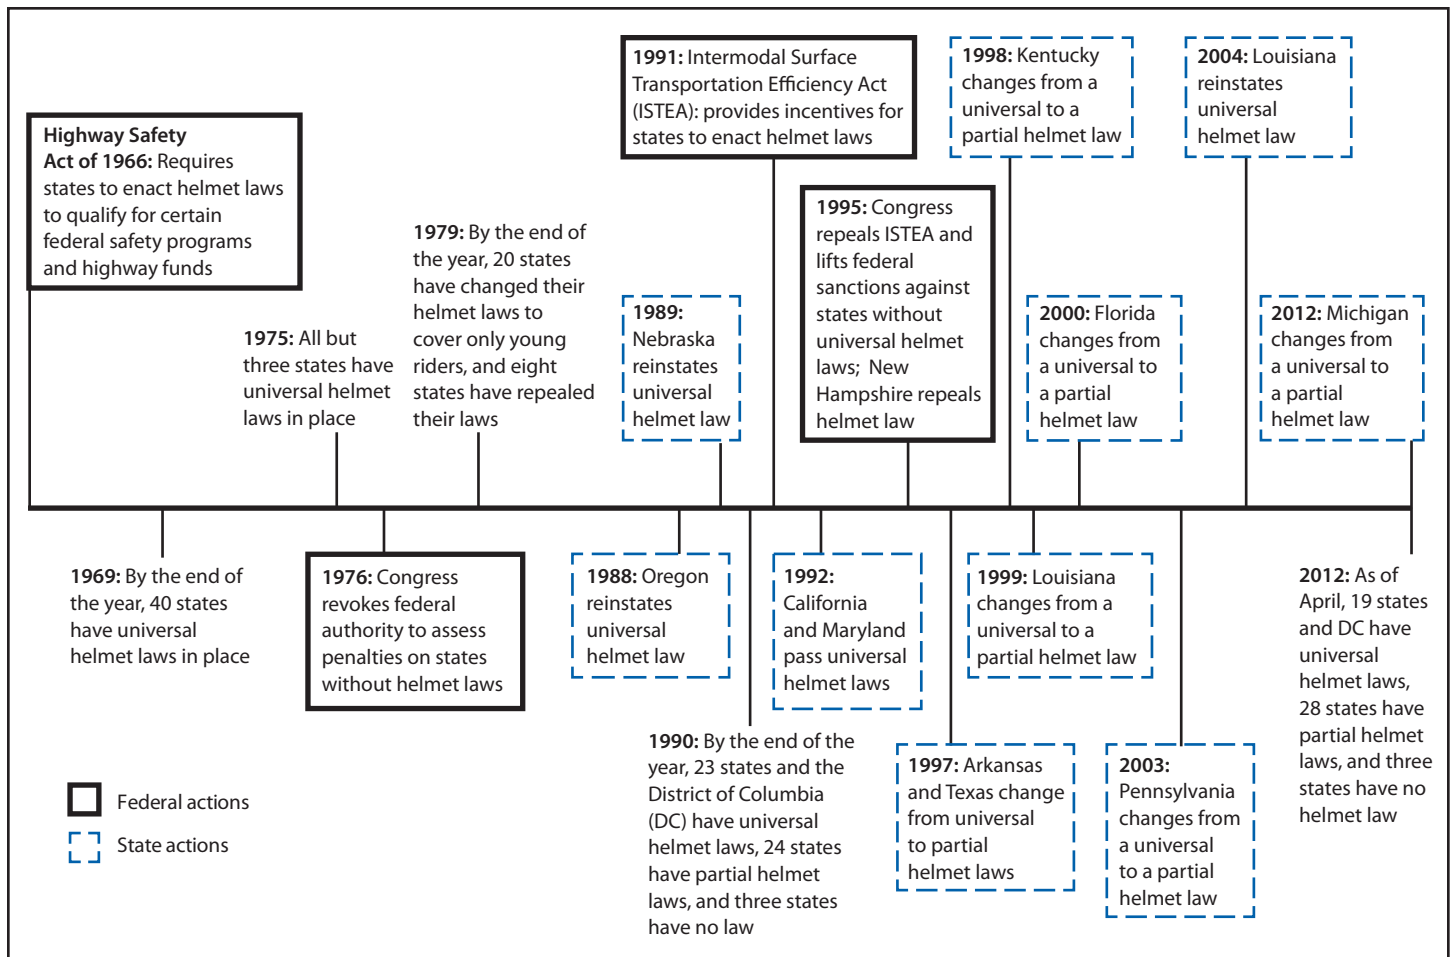 Highway Safety
Act of 1966: Requires
states to enact helmet laws
to qualify for certain
federal safety programs
and highway funds
1969: By the end of
the year, 40 states
have universal
helmet laws in place
1975: All but
three states have
universal helmet
laws in place
1976: Congress
revokes federal
authority to assess
penalties on states
without helmet laws
1979: By the end of
the year, 20 states
have changed their
helmet laws to
cover only young
riders, and eight
states have repealed
their laws
1988: Oregon
reinstates
universal
helmet law
1989:
Nebraska
reinstates
universal
helmet law
1990: By the end of the
year, 23 states and the
District of Columbia
(DC) have universal
helmet laws, 24 states
have partial helmet
laws, and three states
have no law
1991: Intermodal Surface
Transportation Efficiency Act
(ISTEA): provides incentives for
states to enact helmet laws
1992:
California
and Maryland
pass universal
helmet laws
1995: Congress
repeals ISTEA and
lifts federal
sanctions against
states without
universal helmet
laws; New
Hampshire repeals
helmet law
1997: Arkansas
and Texas change
from universal
to partial
helmet laws
1998: Kentucky
changes from a
universal to a
partial helmet law
1999: Louisiana
changes from a
universal to a
partial helmet law
2000: Florida
changes from
a universal to
a partial
helmet law
2003:
Pennsylvania
changes from
a universal
to a partial
helmet law
2004: Louisiana
reinstates
universal
helmet law
2012: Michigan
changes from
a universal to
a partial
helmet law
2012: As of
April, 19 states
and DC have
universal
helmet laws,
28 states have
partial helmet
laws, and three
states have no
helmet law
Federal actions
State actions